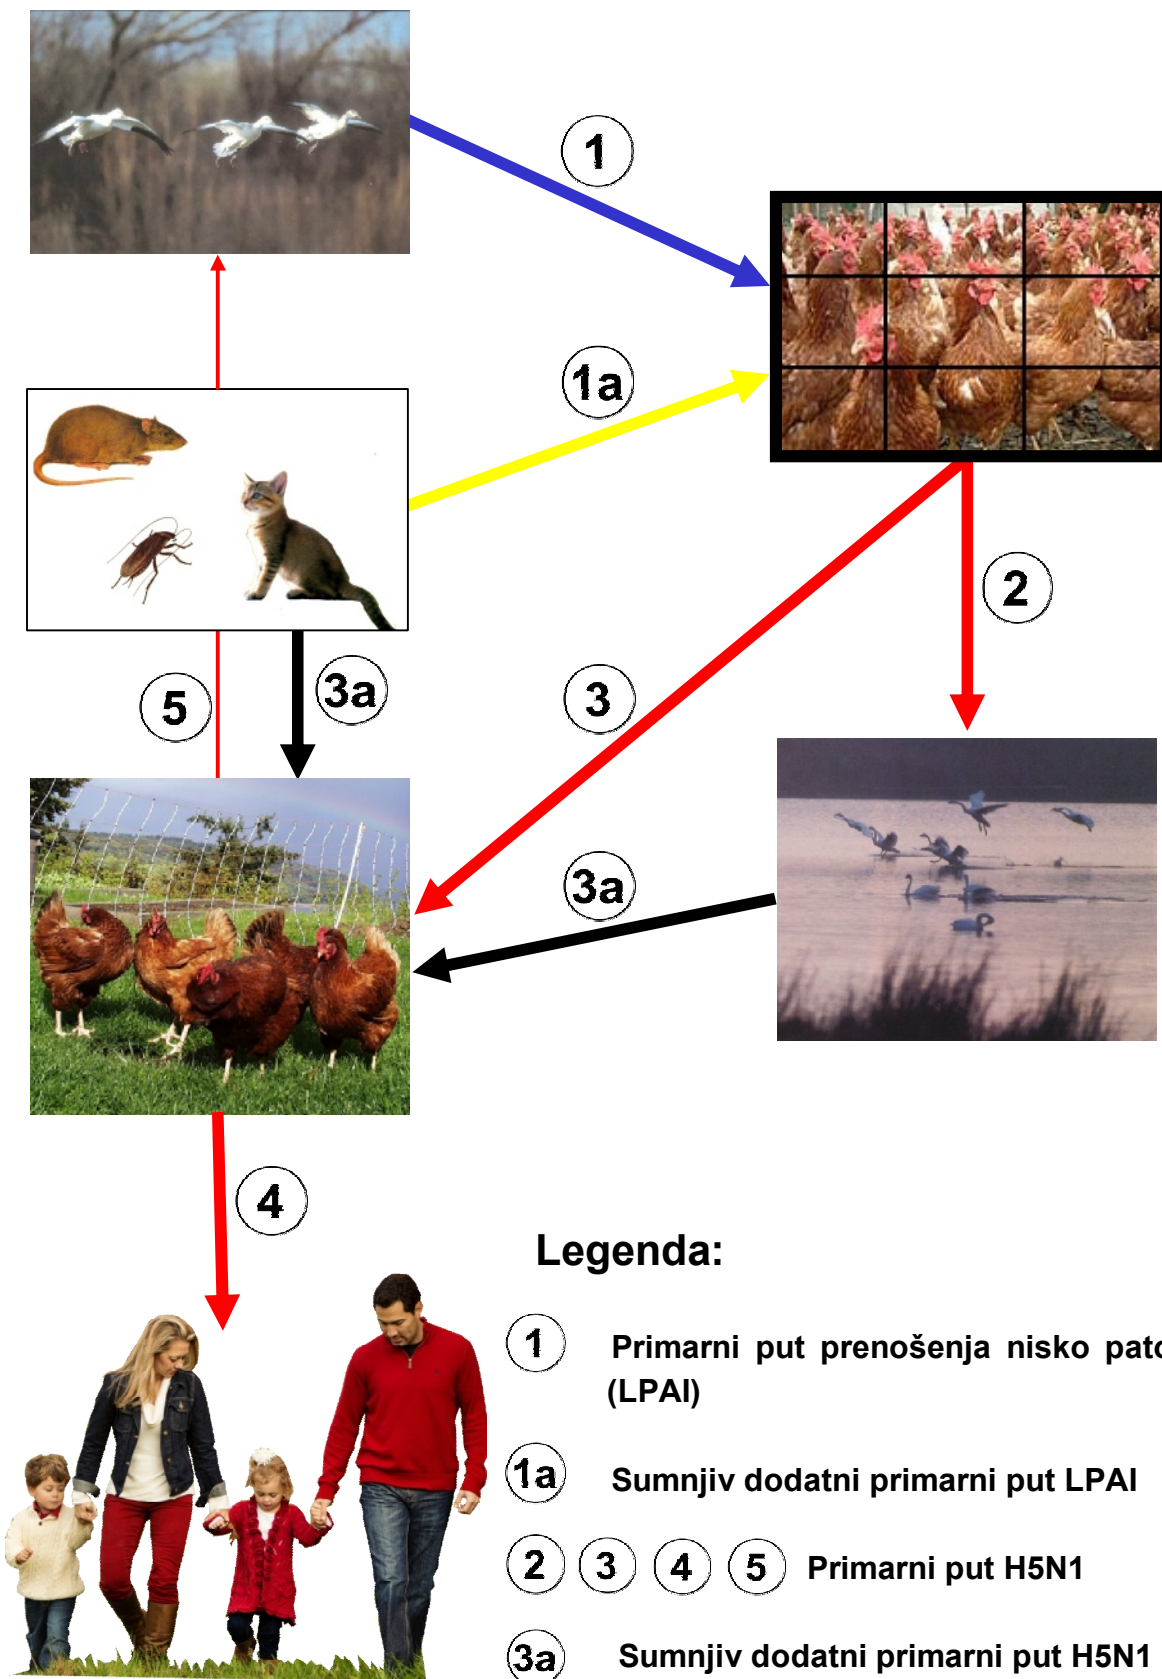 1
1a
2
3
5
3a
3a
4
Legenda:
1 Primarni put prenošenja nisko
(LPAI)
1a Sumnjiv dodatni primarni put LPAI
2 3 4 5 Primarni put H5N1
3a Sumnjiv dodatni primarni put H5N1